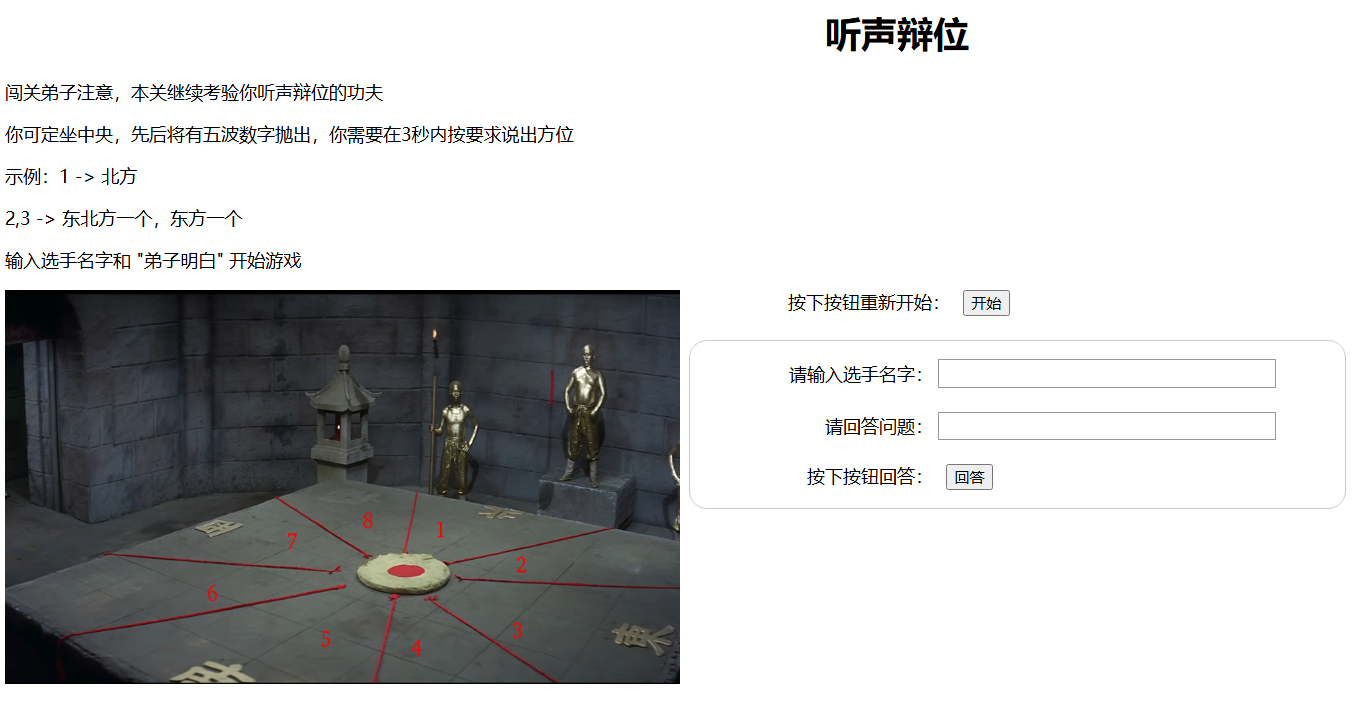 听声辩位
闯关弟子注意，本关继续考验你听声辩位的功夫
你可定坐中央，先后将有五波数字抛出，你需要在3秒内按要求说出方位
示例：1 -> 北方
2,3 -> 东北方一个，东方一个
输入选手名字和 "弟子明白" 开始游戏
按下按钮重新开始： 开始
请输入选手名字：
请回答问题：
按下按钮回答： 回答
北
西
8
1
7
2
6
3
5
4
東